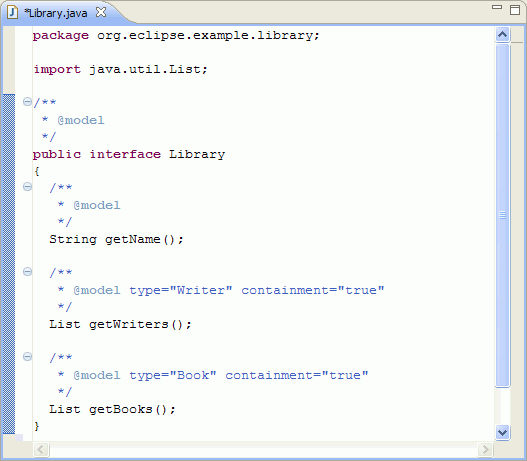 *Library.java
package org.eclipse.example.library;
import java.util.List;
/**
 * @model
 */
public interface Library
{
  /**
   * @model
   */
  String getName();
  /**
   * @model type="Writer" containment="true"
   */
  List getWriters();
  /**
   * @model type="Book" containment="true"
   */
  List getBooks();
}